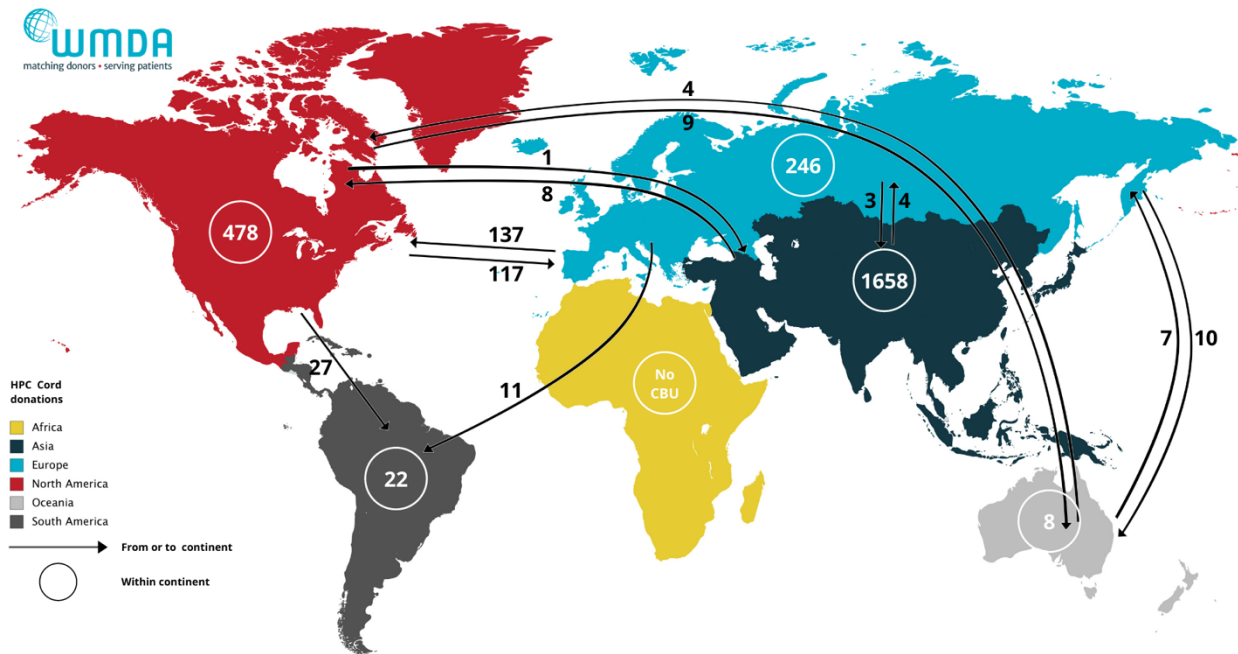 WMDA
matching donors • serving patients
4
9
1
8
246
3
4
478
137
117
1658
27
11
No
CBU
7
10
22
8
HPC Cord
donations
Africa
Asia
Europe
North America
Oceania
South America
From or to continent
Within continent